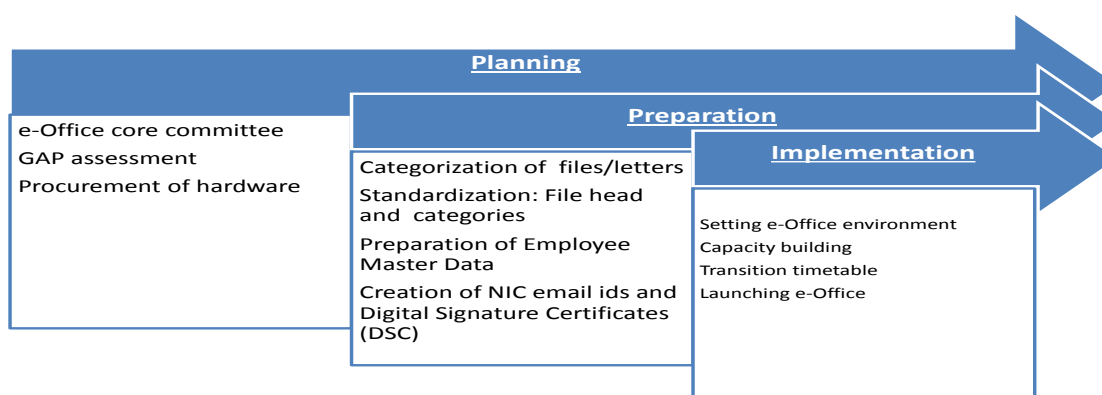 Planning
e-Office core committee
GAP assessment
Procurement of hardware
Preparation
Categorization of files/letters
Standardization: File head
and categories
Preparation of Employee
Master Data
Creation of NIC email ids and
Digital Signature Certificates
(DSC)
Implementation
Setting e-Office environment
Capacity building
Transition timetable
Launching e-Office